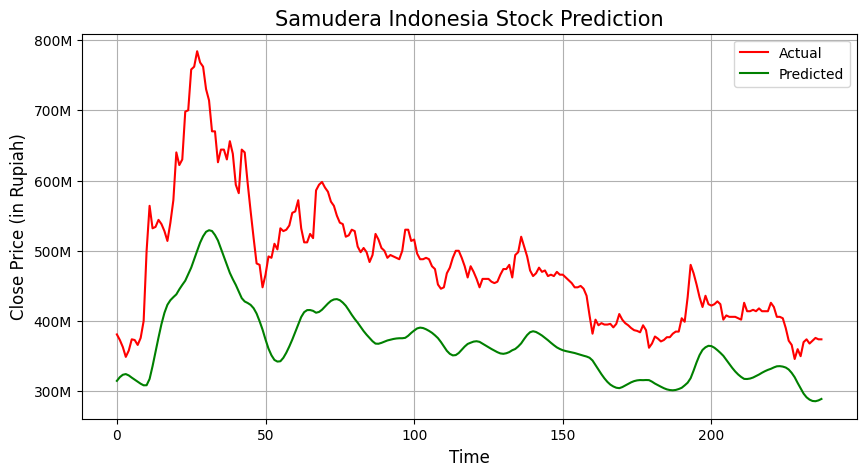 Samudera Indonesia Stock Prediction
Actual
Predicted
800M
700M
600M
500M
400M
300M
Close Price (in Rupiah)
0
50
100
150
200
Time